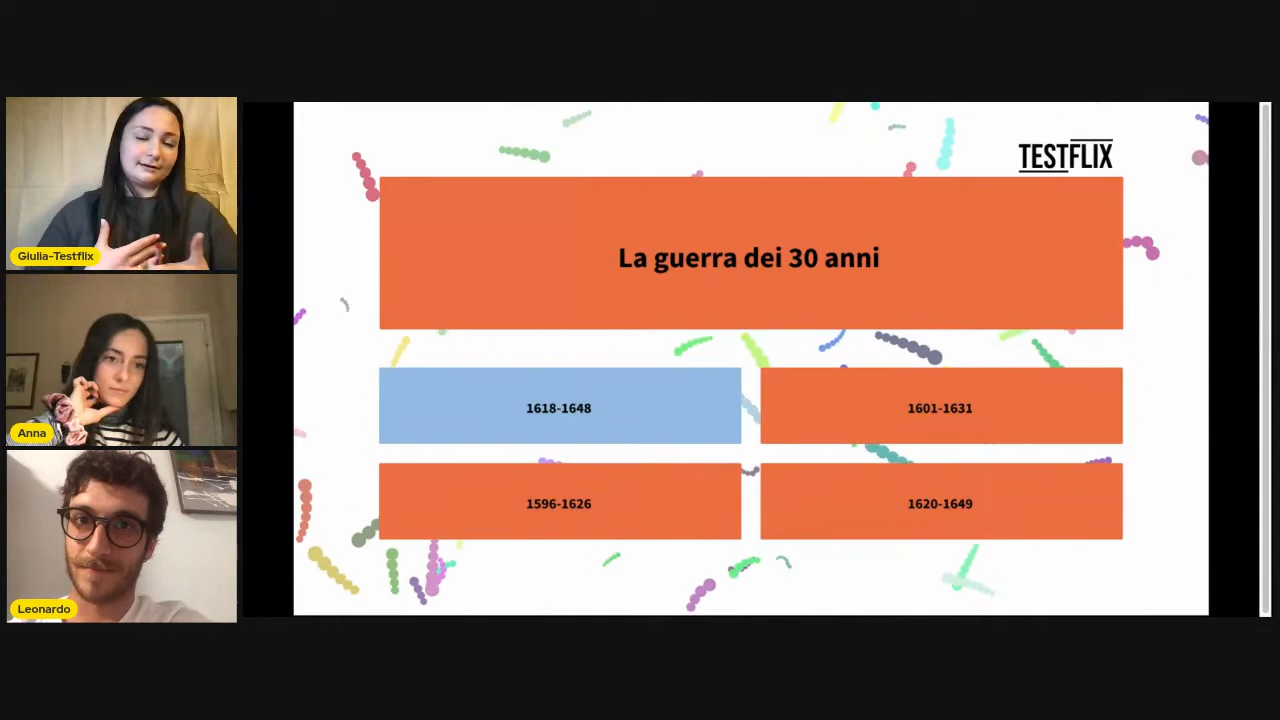 TESTFLIX
La guerra dei 30 anni
1618-1648
1601-1631
1596-1626
1620-1649
Giulia-Testflix
Anna
Leonardo